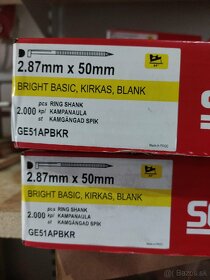 2.87mm x 50mm
BRIGHT BASIC, KIRKAS, BLANK
2.000 pcs RING SHANK
kpl KAMPANAULA
st KAMGÄNGAD SPIK
GE51APBKR
2.87mm x 50mm
BRIGHT BASIC, KIRKAS, BLANK
2.000 pcs RING SHANK
kpl KAMPANAULA
st KAMGÄNGAD SPIK
GE51APBKR
bazos.sk